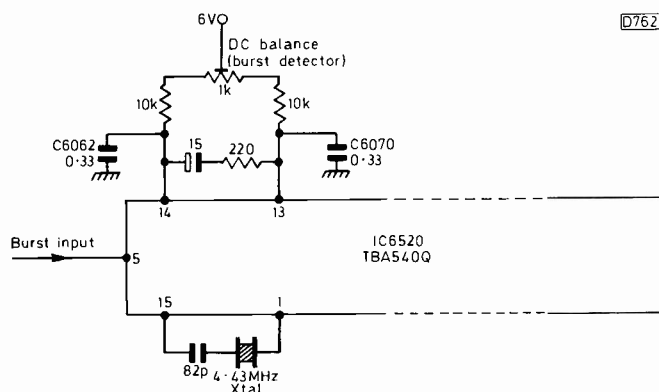 6V
D762
DC balance
(burst detector)
1k
10k
10k
C6062
0·33
15
220
C6070
0·33
14
13
Burst input
5
IC6520
TBA540Q
15
1
82p
4·43MHz
Xtal